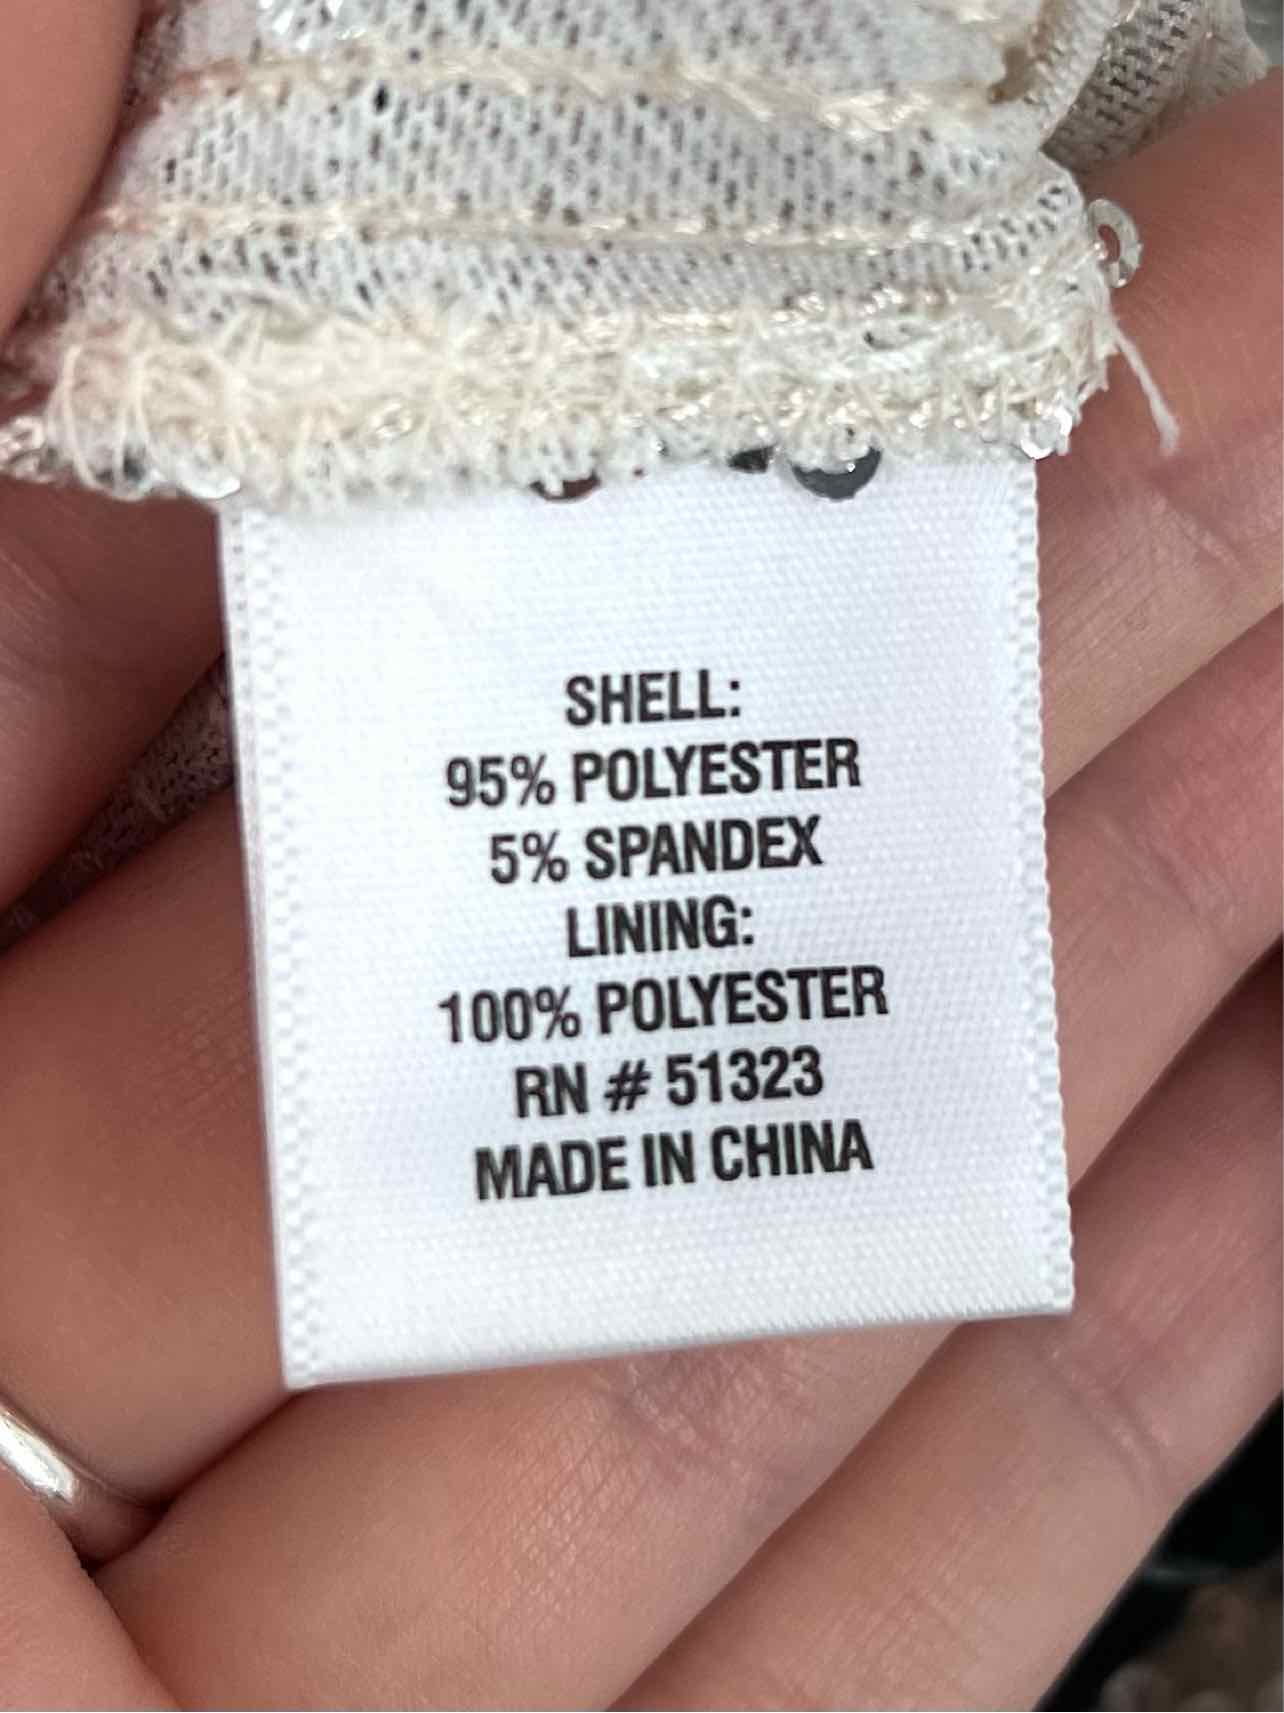 SHELL:
95% POLYESTER
5% SPANDEX
LINING:
100% POLYESTER
RN # 51323
MADE IN CHINA